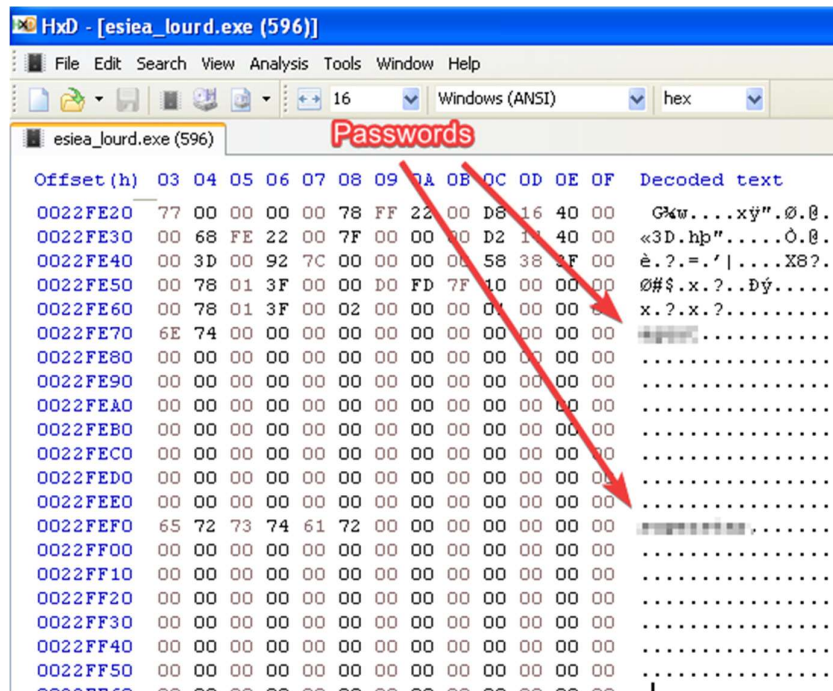 HxD - [esiea_lourd.exe (596)]
File Edit Search View Analysis Tools Window Help
16 Windows (ANSI) hex
esiea_lourd.exe (596)
Passwords
Offset(h) 03 04 05 06 07 08 09 0A 0B 0C 0D 0E 0F Decoded text
0022FE20 77 00 00 00 00 78 FF 22 00 D8 16 40 00 G¾w....xÿ".Ø.@.
0022FE30 00 68 FE 22 00 7F 00 00 00 D2 14 40 00 «3D.hþ".....Ò.@.
0022FE40 00 3D 00 92 7C 00 00 00 00 58 38 3F 00 è.?.=.'|....X8?.
0022FE50 00 78 01 3F 00 00 D0 FD 7F 10 00 00 00 Ø#$.x.?..Ðý.....
0022FE60 00 78 01 3F 00 02 00 00 00 01 00 00 00 x.?.x.?.........
0022FE70 6E 74 00 00 00 00 00 00 00 00 00 00 00 ...........
0022FE80 00 00 00 00 00 00 00 00 00 00 00 00 00 ................
0022FE90 00 00 00 00 00 00 00 00 00 00 00 00 00 ................
0022FEA0 00 00 00 00 00 00 00 00 00 00 00 00 00 ................
0022FEB0 00 00 00 00 00 00 00 00 00 00 00 00 00 ................
0022FEC0 00 00 00 00 00 00 00 00 00 00 00 00 00 ................
0022FED0 00 00 00 00 00 00 00 00 00 00 00 00 00 ................
0022FEE0 00 00 00 00 00 00 00 00 00 00 00 00 00 ................
0022FEF0 65 72 73 74 61 72 00 00 00 00 00 00 00 .......
0022FF00 00 00 00 00 00 00 00 00 00 00 00 00 00 ................
0022FF10 00 00 00 00 00 00 00 00 00 00 00 00 00 ................
0022FF20 00 00 00 00 00 00 00 00 00 00 00 00 00 ................
0022FF30 00 00 00 00 00 00 00 00 00 00 00 00 00 ................
0022FF40 00 00 00 00 00 00 00 00 00 00 00 00 00 ................
0022FF50 00 00 00 00 00 00 00 00 00 00 00 00 00 ................